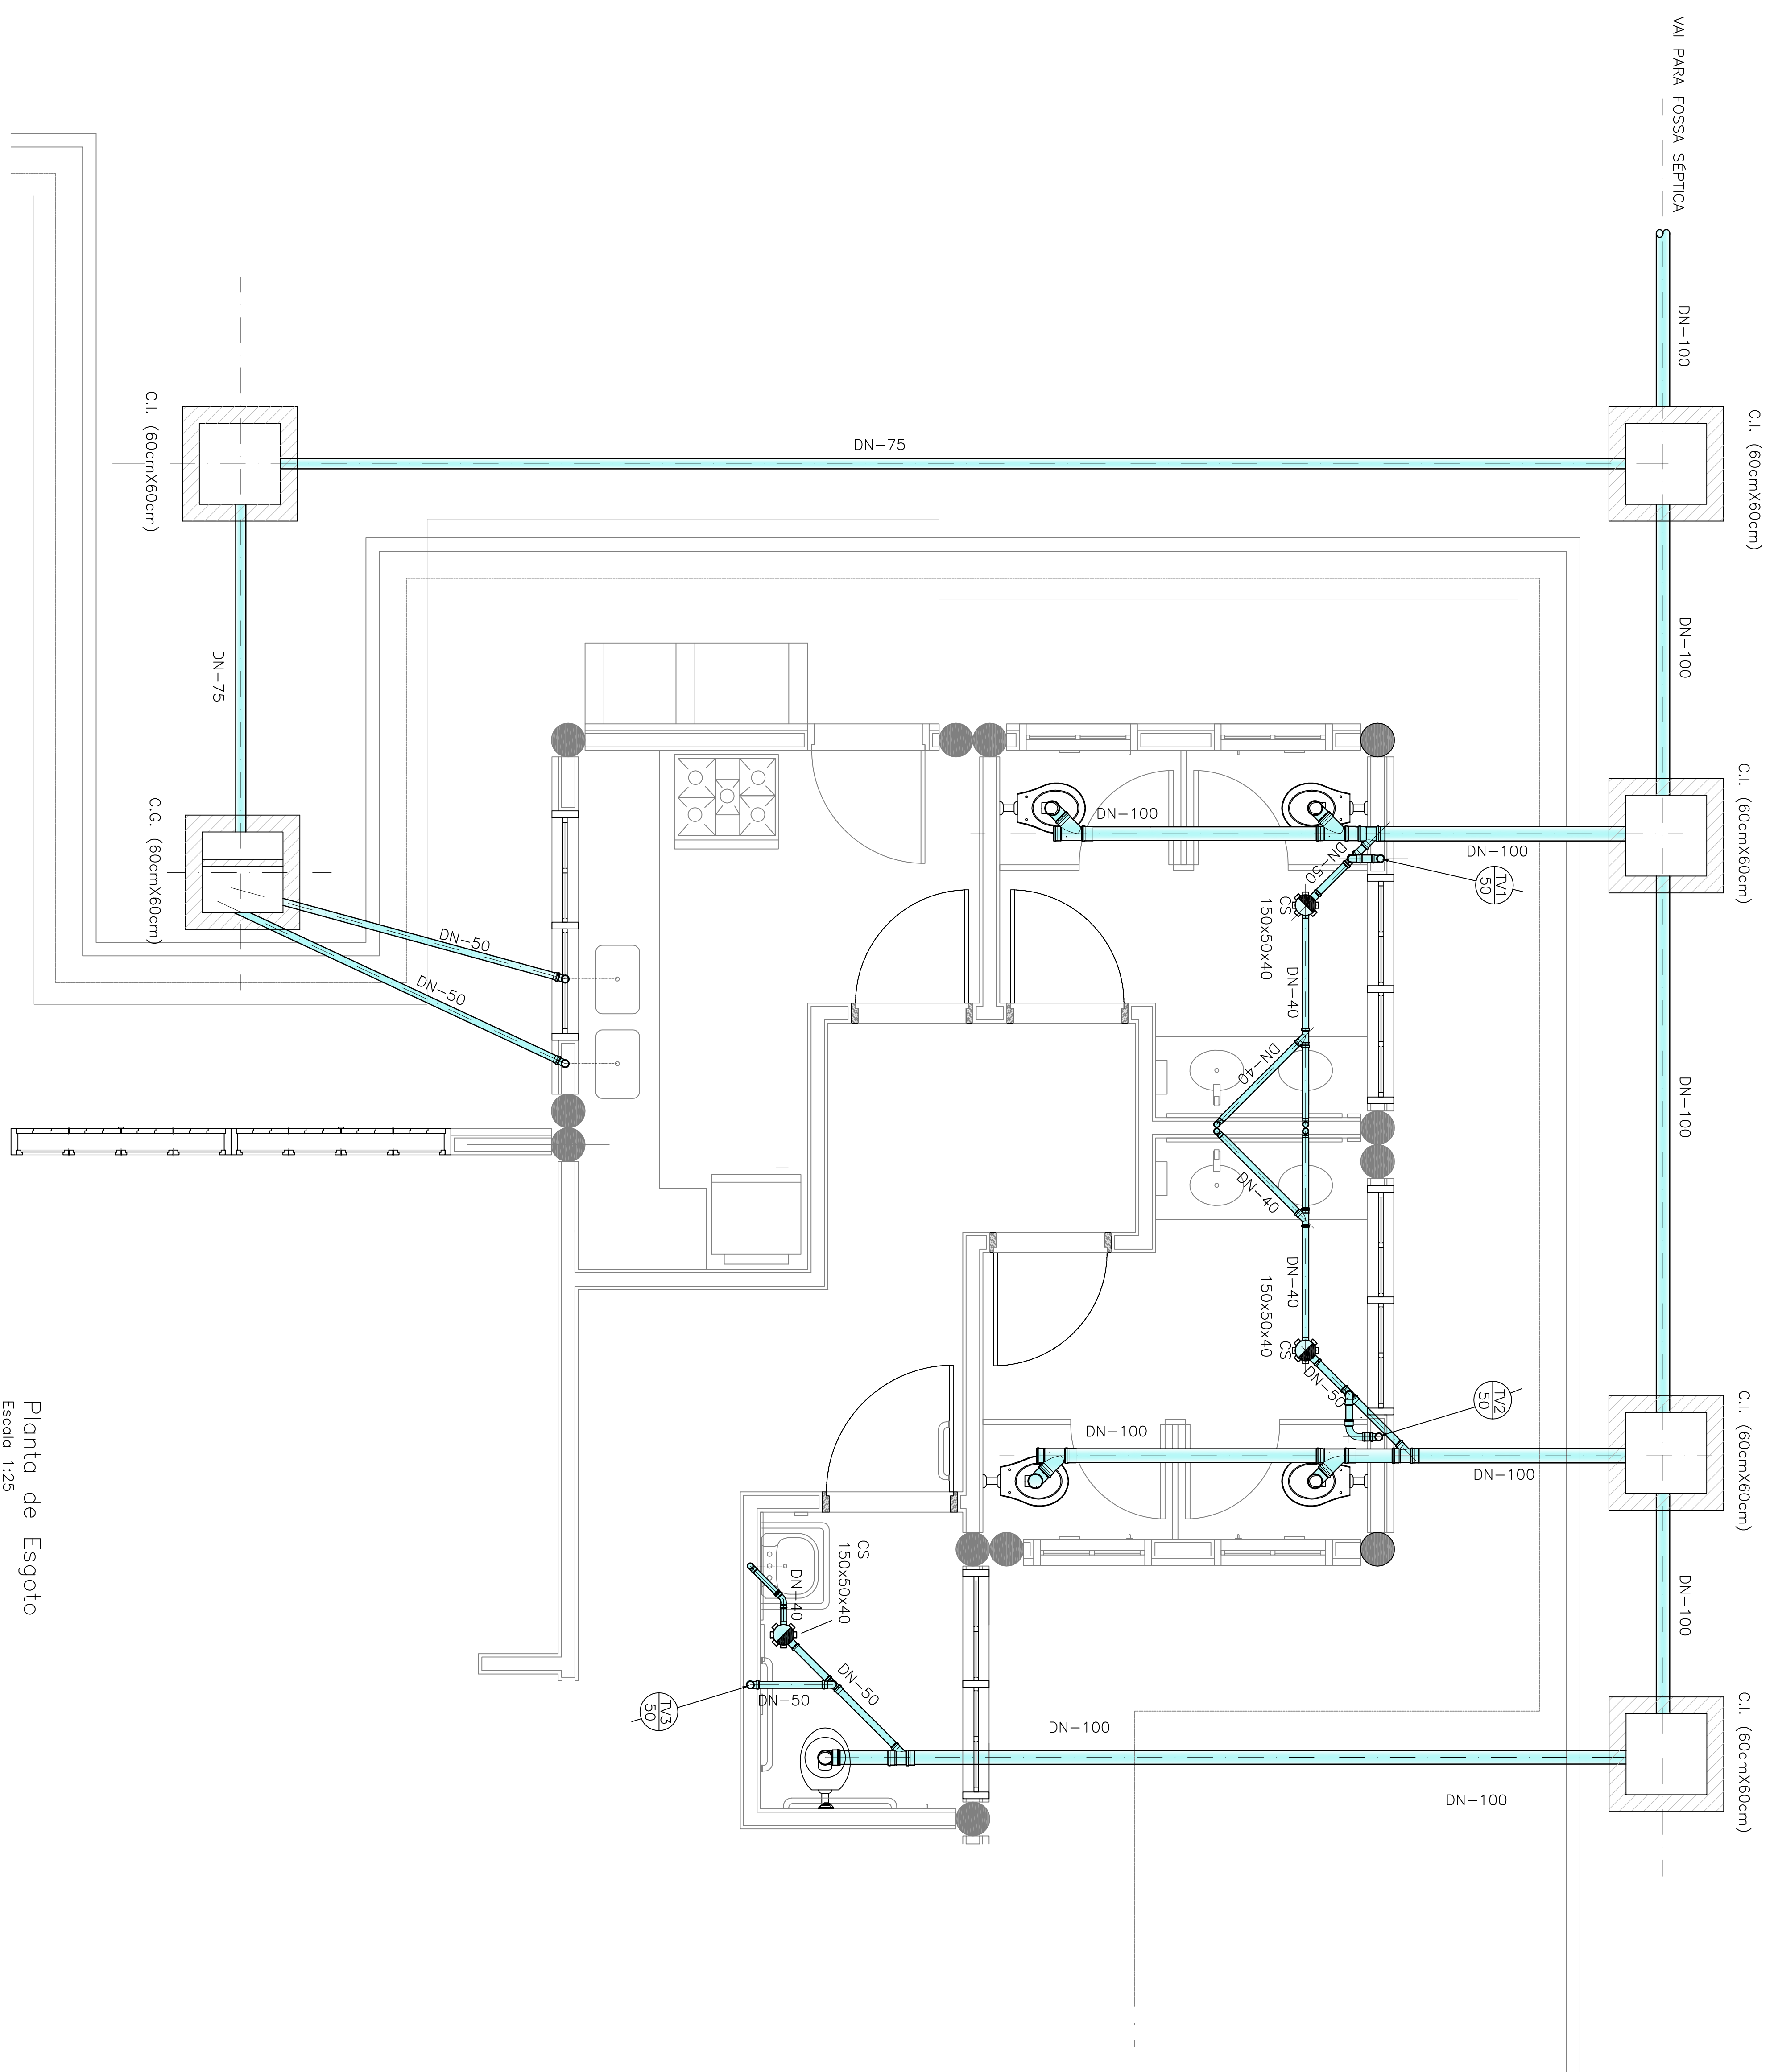 VAI PARA FOSSA SÉPTICA
DN-100
C.I. (60cmX60cm)
DN-100
C.I. (60cmX60cm)
DN-100
C.I. (60cmX60cm)
DN-100
C.I. (60cmX60cm)
DN-75
C.I. (60cmX60cm)
DN-75
C.G. (60cmX60cm)
DN-50
DN-50
DN-100
DN-100
DN-50
TV1
50
CS
150x50x40
DN-40
DN-40
DN-40
DN-40
CS
150x50x40
DN-50
TV2
50
DN-100
DN-100
CS
150x50x40
DN-40
DN-50
DN-50
TV3
50
DN-100
DN-100
Planta de Esgoto
Escala 1:25